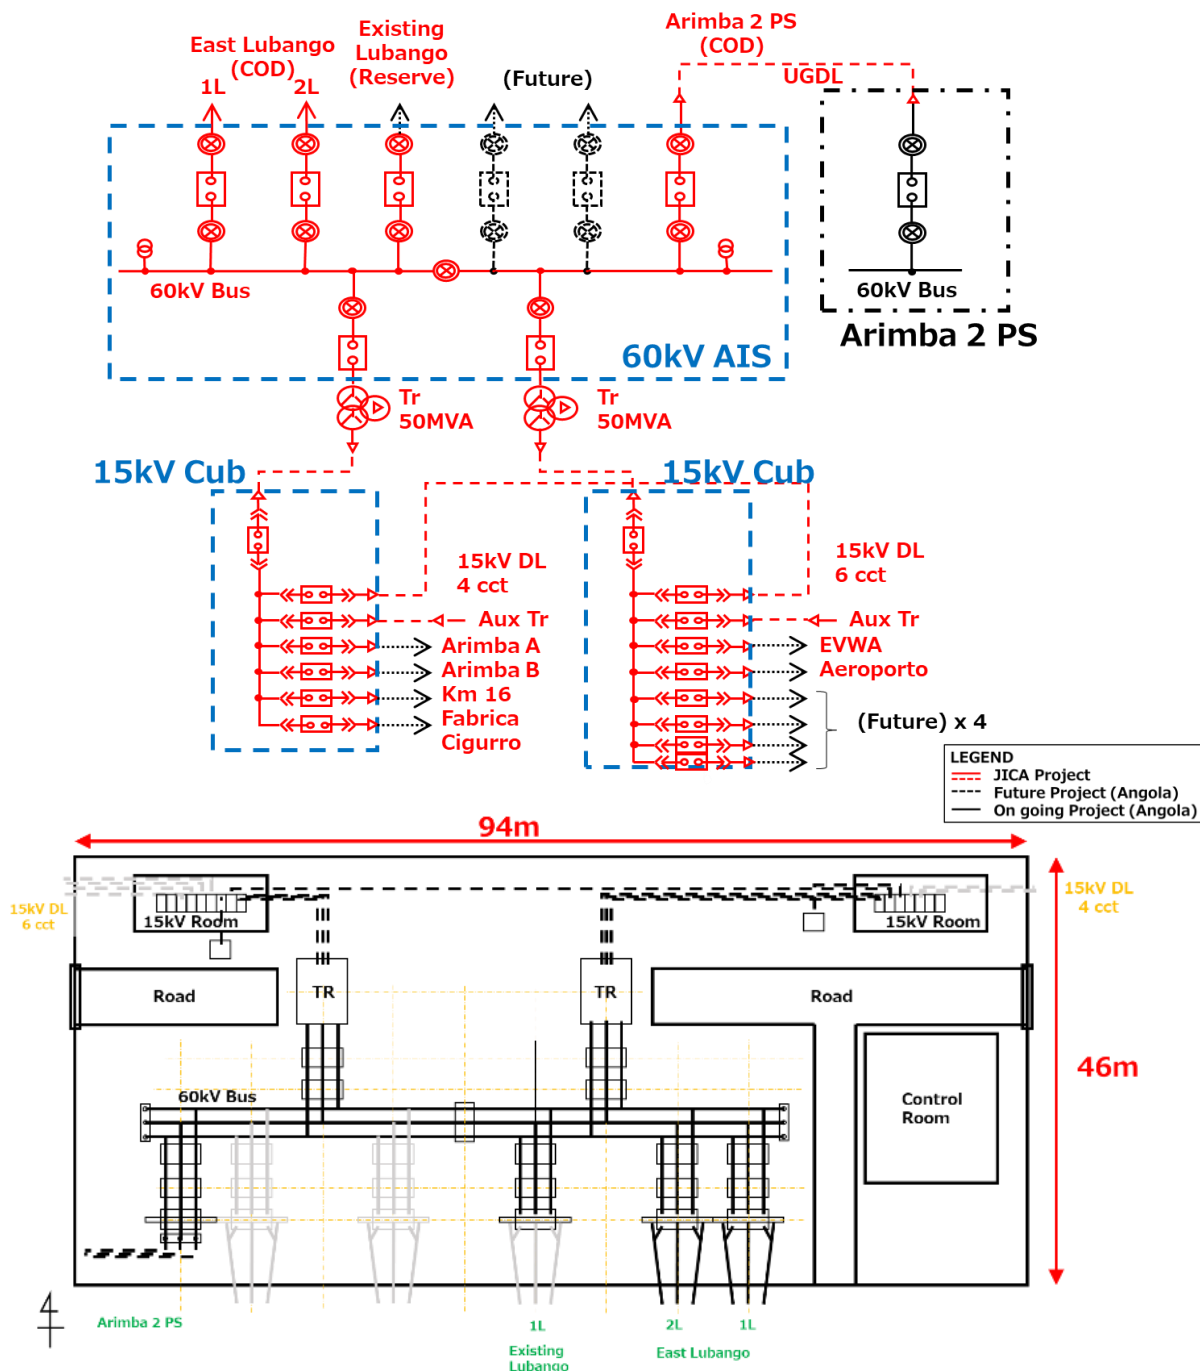 East Lubango
(COD)
1L
2L
Existing
Lubango
(Reserve)
(Future)
Arimba 2 PS
(COD)
UGDL
60kV Bus
60kV Bus
Arimba 2 PS
60kV AIS
Tr
50MVA
Tr
50MVA
15kV Cub
15kV Cub
15kV DL
4 cct
15kV DL
6 cct
Aux Tr
Arimba A
Arimba B
Km 16
Fabrica
Cigurro
Aux Tr
EVWA
Aeroporto
(Future) x 4
LEGEND
JICA Project
Future Project (Angola)
On going Project (Angola)
94m
15kV DL
6 cct
15kV Room
15kV Room
15kV DL
4 cct
Road
TR
TR
Road
46m
60kV Bus
Control
Room
4
Arimba 2 PS
1L
Existing
Lubango
2L
1L
East Lubango